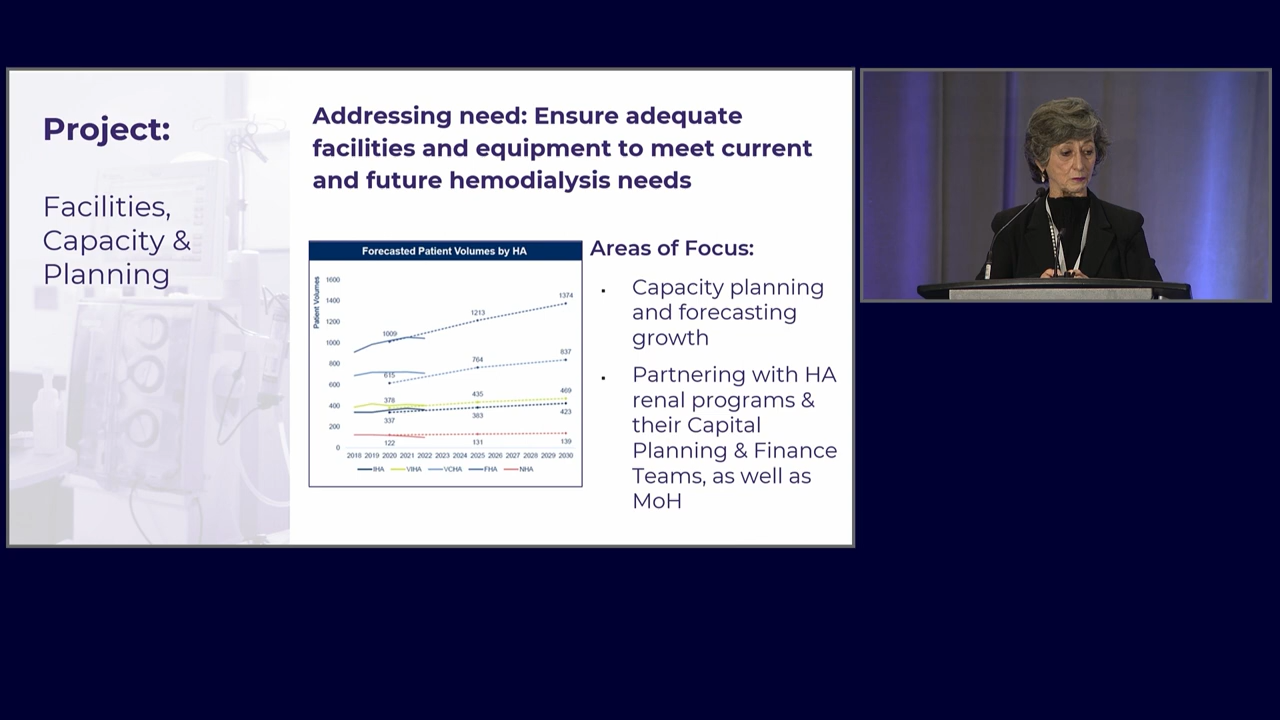 Project:
Facilities,
Capacity &
Planning
Addressing need: Ensure adequate
facilities and equipment to meet current
and future hemodialysis needs
Forecasted Patient Volumes by HA
Patient Volumes
1600
1400
1200
1000
800
600
400
200
0
1009
1213
1374
615
764
837
378
435
469
337
383
423
122
131
139
2018 2019 2020 2021 2022 2023 2024 2025 2026 2027 2028 2029 2030
IHA VIHA VCHA FHA NHA
Areas of Focus:
▪ Capacity planning
and forecasting
growth
▪ Partnering with HA
renal programs &
their Capital
Planning & Finance
Teams, as well as
MoH